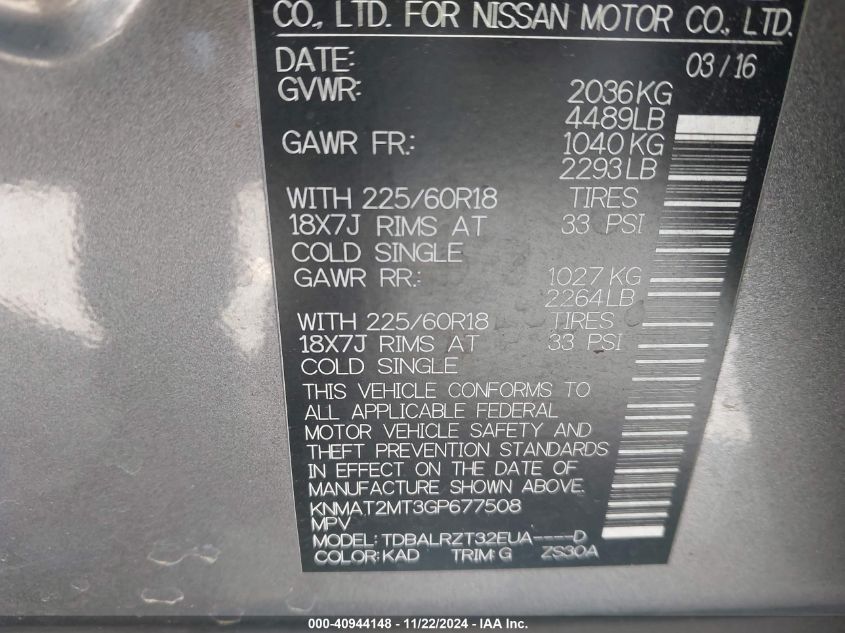 CO., LTD. FOR NISSAN MOTOR CO., LTD.
DATE: 03/16
GVWR: 2036KG
4489LB
GAWR FR.: 1040KG
2293LB
WITH 225/60R18 TIRES
18X7J RIMS AT 33 PSI
COLD SINGLE
GAWR RR.: 1027KG
2264LB
WITH 225/60R18 TIRES
18X7J RIMS AT 33 PSI
COLD SINGLE
THIS VEHICLE CONFORMS TO
ALL APPLICABLE FEDERAL
MOTOR VEHICLE SAFETY AND
THEFT PREVENTION STANDARDS
IN EFFECT ON THE DATE OF
MANUFACTURE SHOWN ABOVE.
KNMAT2MT3GP677508
MPV
MODEL: TDBALRZT32EUA----D
COLOR: KAD TRIM: G ZS30A
000-40944148 - 11/22/2024 - IAA Inc.